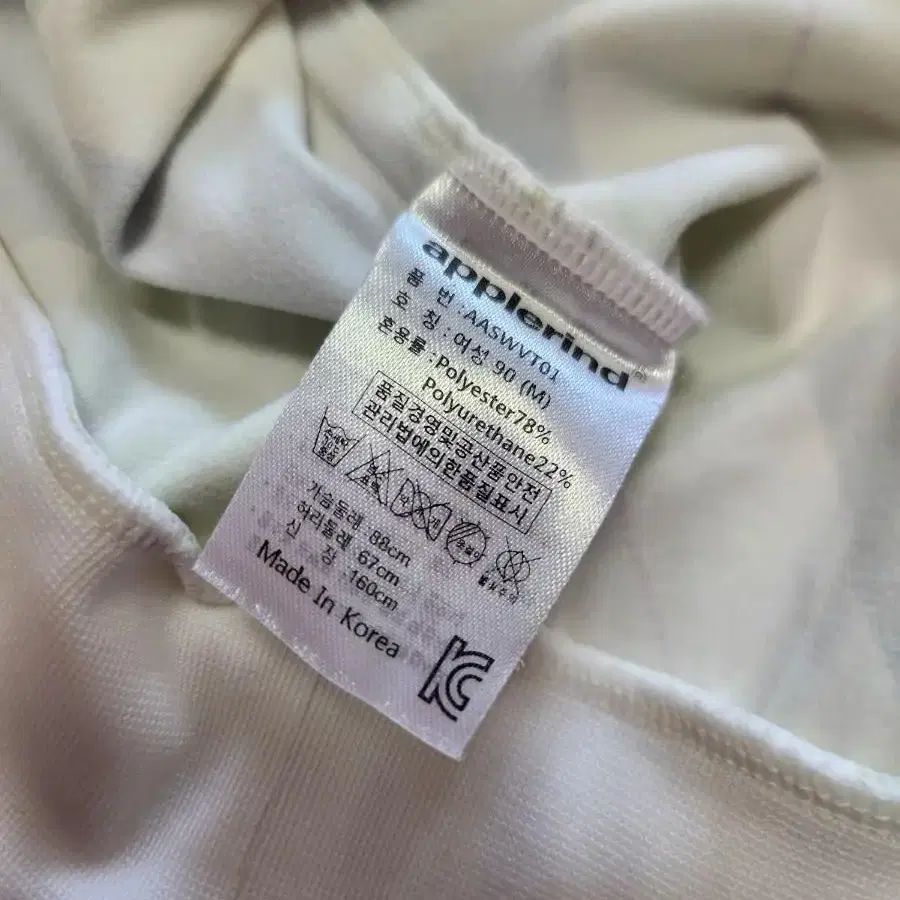 applerind®
품 번 : AASWVT01
호 칭 : 여성 90 (M)
혼용률 : Polyester78%
Polyurethane22%
품질경영및공산품안전
관리법에의한품질표시
가슴둘레 88cm
허리둘레 67cm
신 장 160cm
Made In Korea
KC